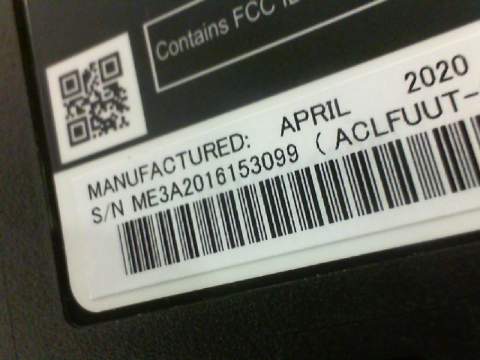 Contains FCC
MANUFACTURED: APRIL 2020
S/N ME3A2016153099 ( ACLFUUT-